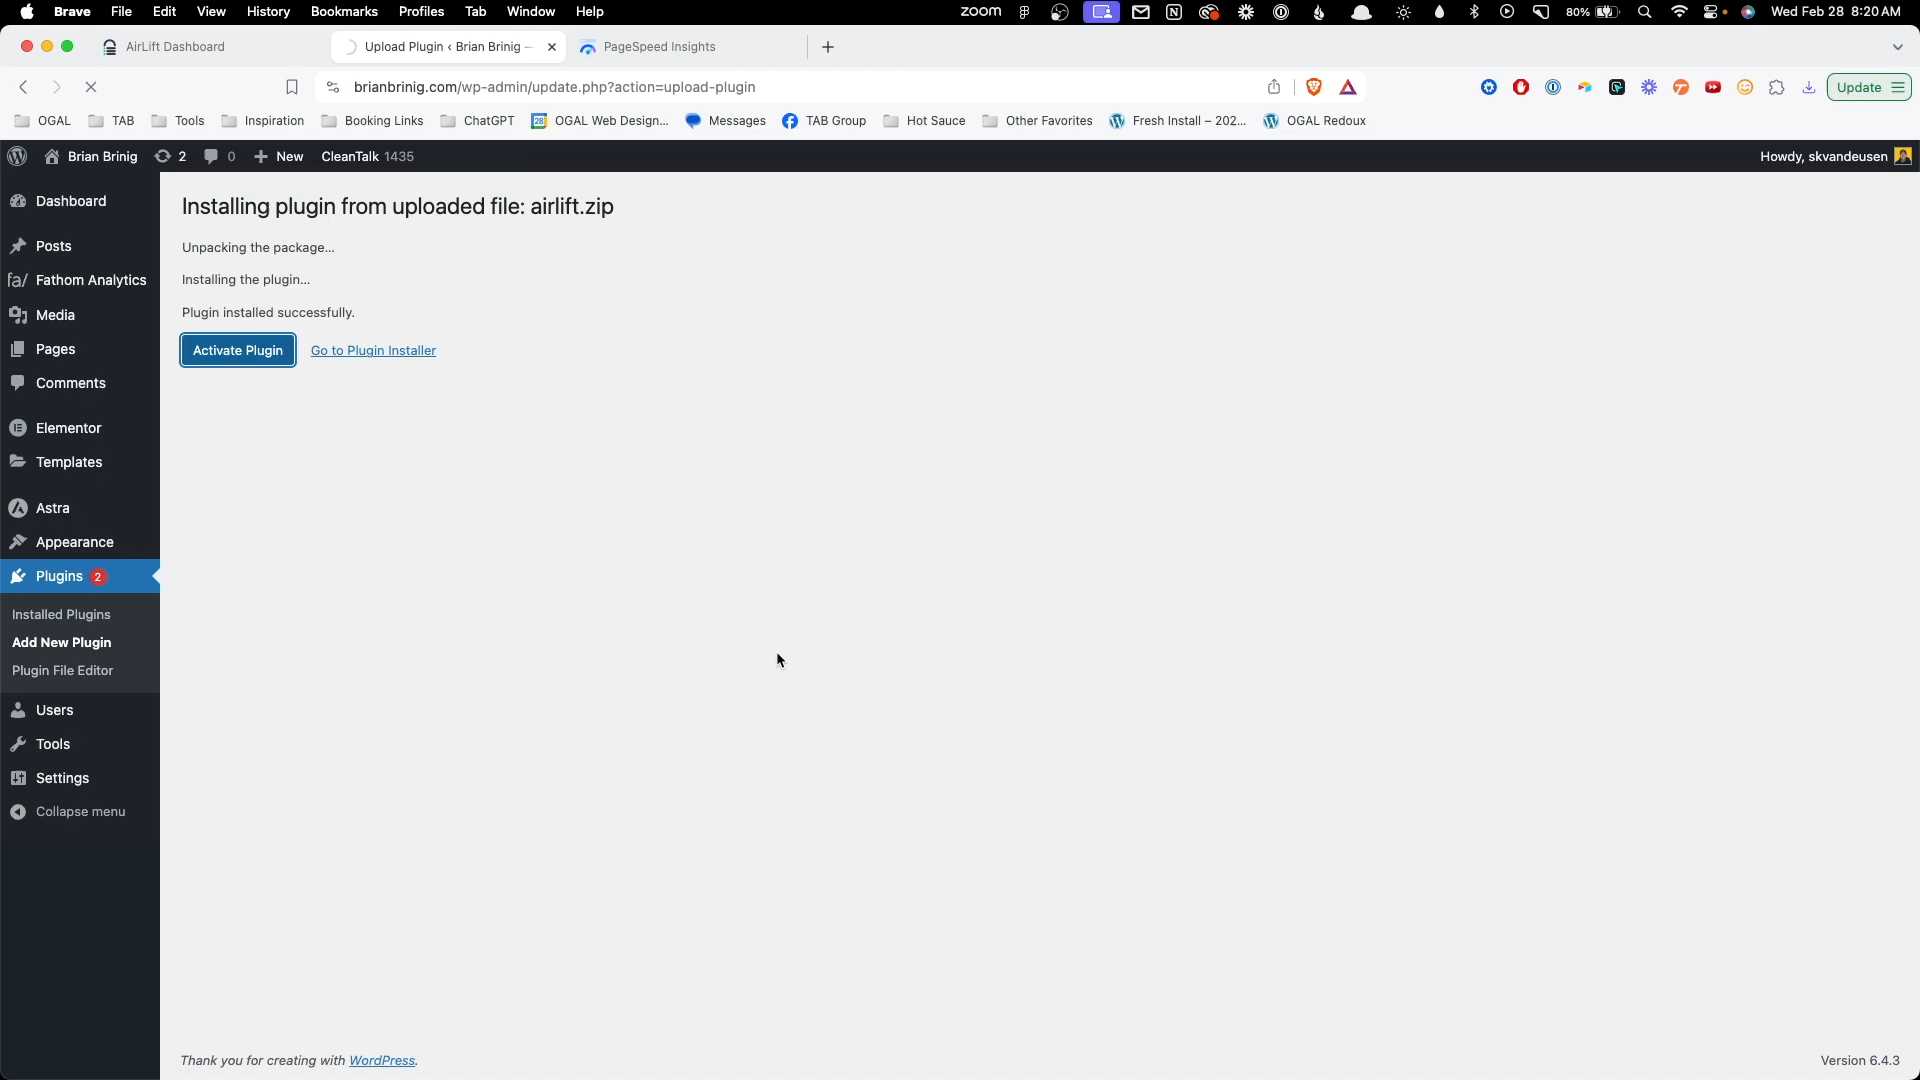 Brave File Edit View History Bookmarks Profiles Tab Window Help zoom 80% Wed Feb 28 8:20 AM
AirLift Dashboard Upload Plugin ‹ Brian Brinig — PageSpeed Insights
brianbrinig.com/wp-admin/update.php?action=upload-plugin Update
OGAL TAB Tools Inspiration Booking Links ChatGPT 28 OGAL Web Design... Messages TAB Group Hot Sauce Other Favorites Fresh Install – 202... OGAL Redoux
Brian Brinig 2 0 New CleanTalk 1435 Howdy, skvandeusen
Dashboard
Posts
fa/ Fathom Analytics
Media
Pages
Comments
Elementor
Templates
Astra
Appearance
Plugins 2
Installed Plugins
Add New Plugin
Plugin File Editor
Users
Tools
Settings
Collapse menu
Installing plugin from uploaded file: airlift.zip
Unpacking the package...
Installing the plugin...
Plugin installed successfully.
Activate Plugin Go to Plugin Installer
Thank you for creating with WordPress. Version 6.4.3